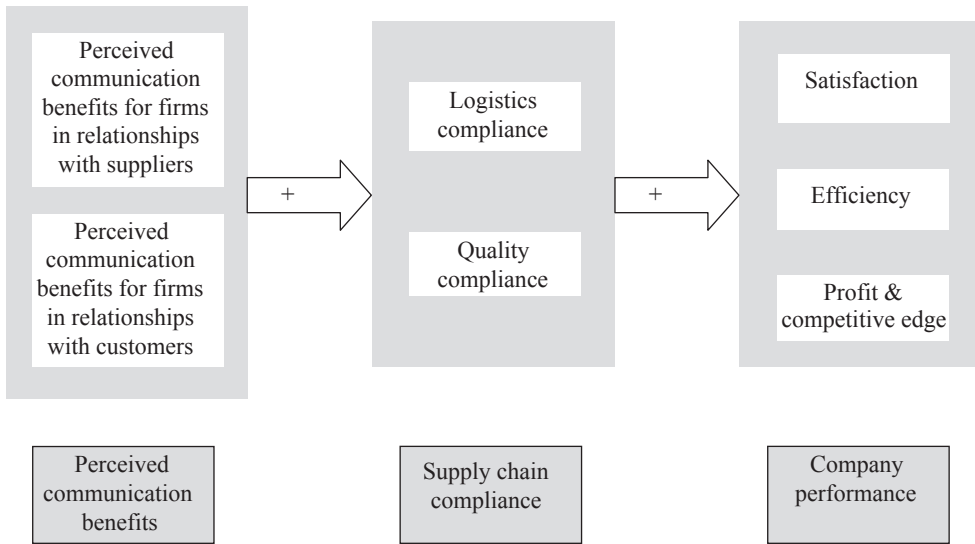 Perceived
communication
benefits for firms
in relationships
with suppliers
Perceived
communication
benefits for firms
in relationships
with customers
+
Logistics
compliance
Quality
compliance
+
Satisfaction
Efficiency
Profit &
competitive edge
Perceived
communication
benefits
Supply chain
compliance
Company
performance